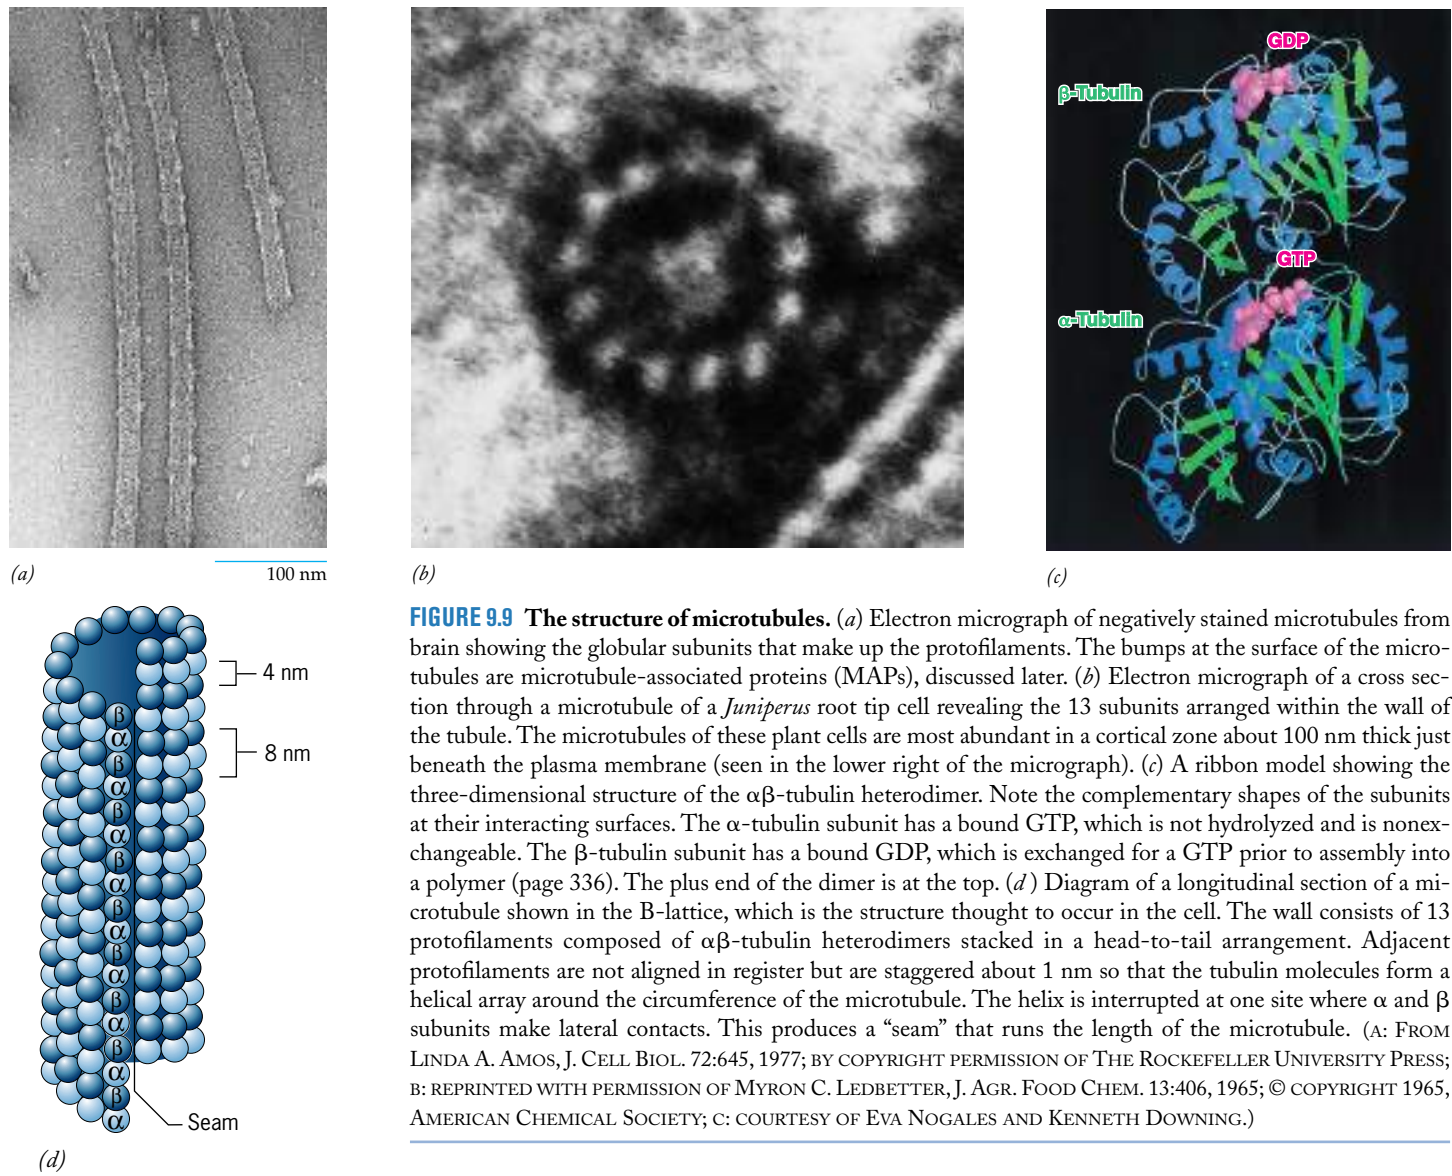 GDP
β-Tubulin
GTP
α-Tubulin
(a)
100 nm
(b)
(c)
4 nm
8 nm
β
α
β
α
β
α
β
α
β
α
β
α
β
α
β
α
β
α
Seam
(d)
FIGURE 9.9 The structure of microtubules. (a) Electron micrograph of negatively stained microtubules from
brain showing the globular subunits that make up the protofilaments. The bumps at the surface of the micro-
tubules are microtubule-associated proteins (MAPs), discussed later. (b) Electron micrograph of a cross sec-
tion through a microtubule of a Juniperus root tip cell revealing the 13 subunits arranged within the wall of
the tubule. The microtubules of these plant cells are most abundant in a cortical zone about 100 nm thick just
beneath the plasma membrane (seen in the lower right of the micrograph). (c) A ribbon model showing the
three-dimensional structure of the αβ-tubulin heterodimer. Note the complementary shapes of the subunits
at their interacting surfaces. The α-tubulin subunit has a bound GTP, which is not hydrolyzed and is nonex-
changeable. The β-tubulin subunit has a bound GDP, which is exchanged for a GTP prior to assembly into
a polymer (page 336). The plus end of the dimer is at the top. (d) Diagram of a longitudinal section of a mi-
crotubule shown in the B-lattice, which is the structure thought to occur in the cell. The wall consists of 13
protofilaments composed of αβ-tubulin heterodimers stacked in a head-to-tail arrangement. Adjacent
protofilaments are not aligned in register but are staggered about 1 nm so that the tubulin molecules form a
helical array around the circumference of the microtubule. The helix is interrupted at one site where α and β
subunits make lateral contacts. This produces a “seam” that runs the length of the microtubule. (A: FROM
LINDA A. AMOS, J. CELL BIOL. 72:645, 1977; BY COPYRIGHT PERMISSION OF THE ROCKEFELLER UNIVERSITY PRESS;
B: REPRINTED WITH PERMISSION OF MYRON C. LEDBETTER, J. AGR. FOOD CHEM. 13:406, 1965; © COPYRIGHT 1965,
AMERICAN CHEMICAL SOCIETY; C: COURTESY OF EVA NOGALES AND KENNETH DOWNING.)